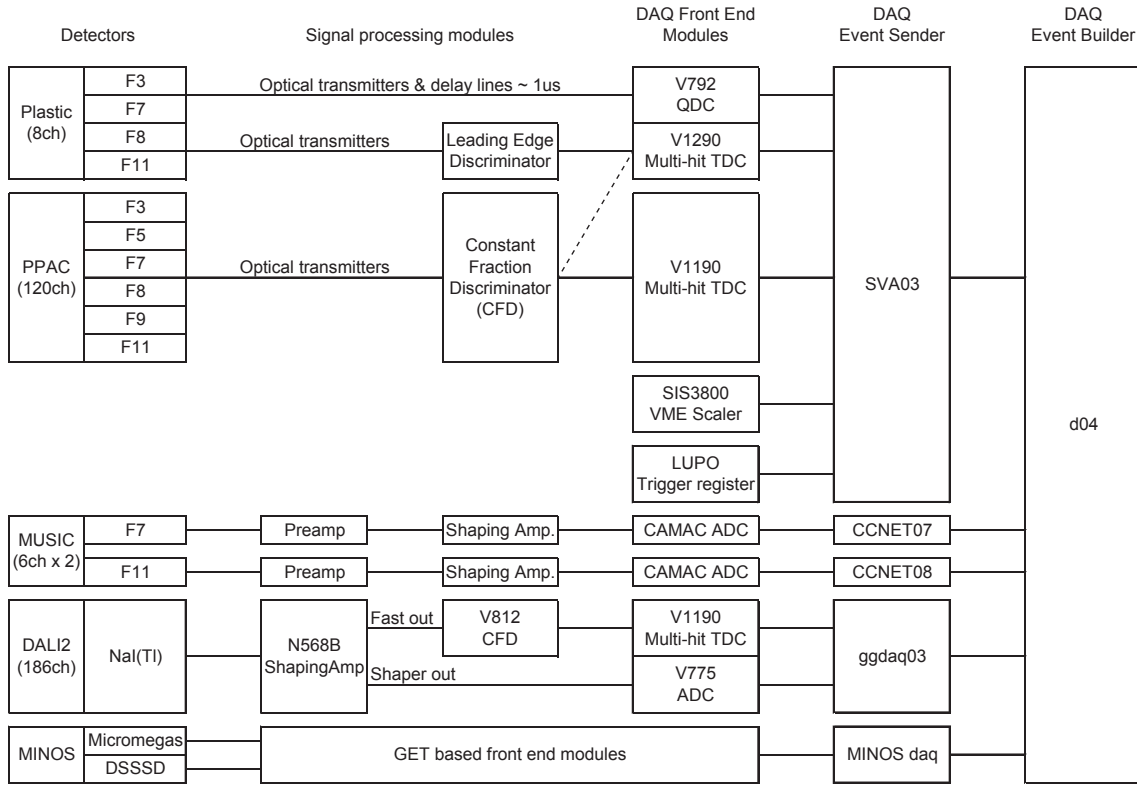 Detectors
Signal processing modules
DAQ Front End
Modules
DAQ
Event Sender
DAQ
Event Builder
Plastic
(8ch)
F3
F7
F8
F11
Optical transmitters & delay lines ~ 1us
Optical transmitters
Leading Edge
Discriminator
V792
QDC
V1290
Multi-hit TDC
PPAC
(120ch)
F3
F5
F7
F8
F9
F11
Optical transmitters
Constant
Fraction
Discriminator
(CFD)
V1190
Multi-hit TDC
SIS3800
VME Scaler
LUPO
Trigger register
SVA03
d04
MUSIC
(6ch x 2)
F7
Preamp
Shaping Amp.
CAMAC ADC
CCNET07
F11
Preamp
Shaping Amp.
CAMAC ADC
CCNET08
DALI2
(186ch)
NaI(Tl)
N568B
ShapingAmp
Fast out
V812
CFD
V1190
Multi-hit TDC
Shaper out
V775
ADC
ggdaq03
MINOS
Micromegas
DSSSD
GET based front end modules
MINOS daq